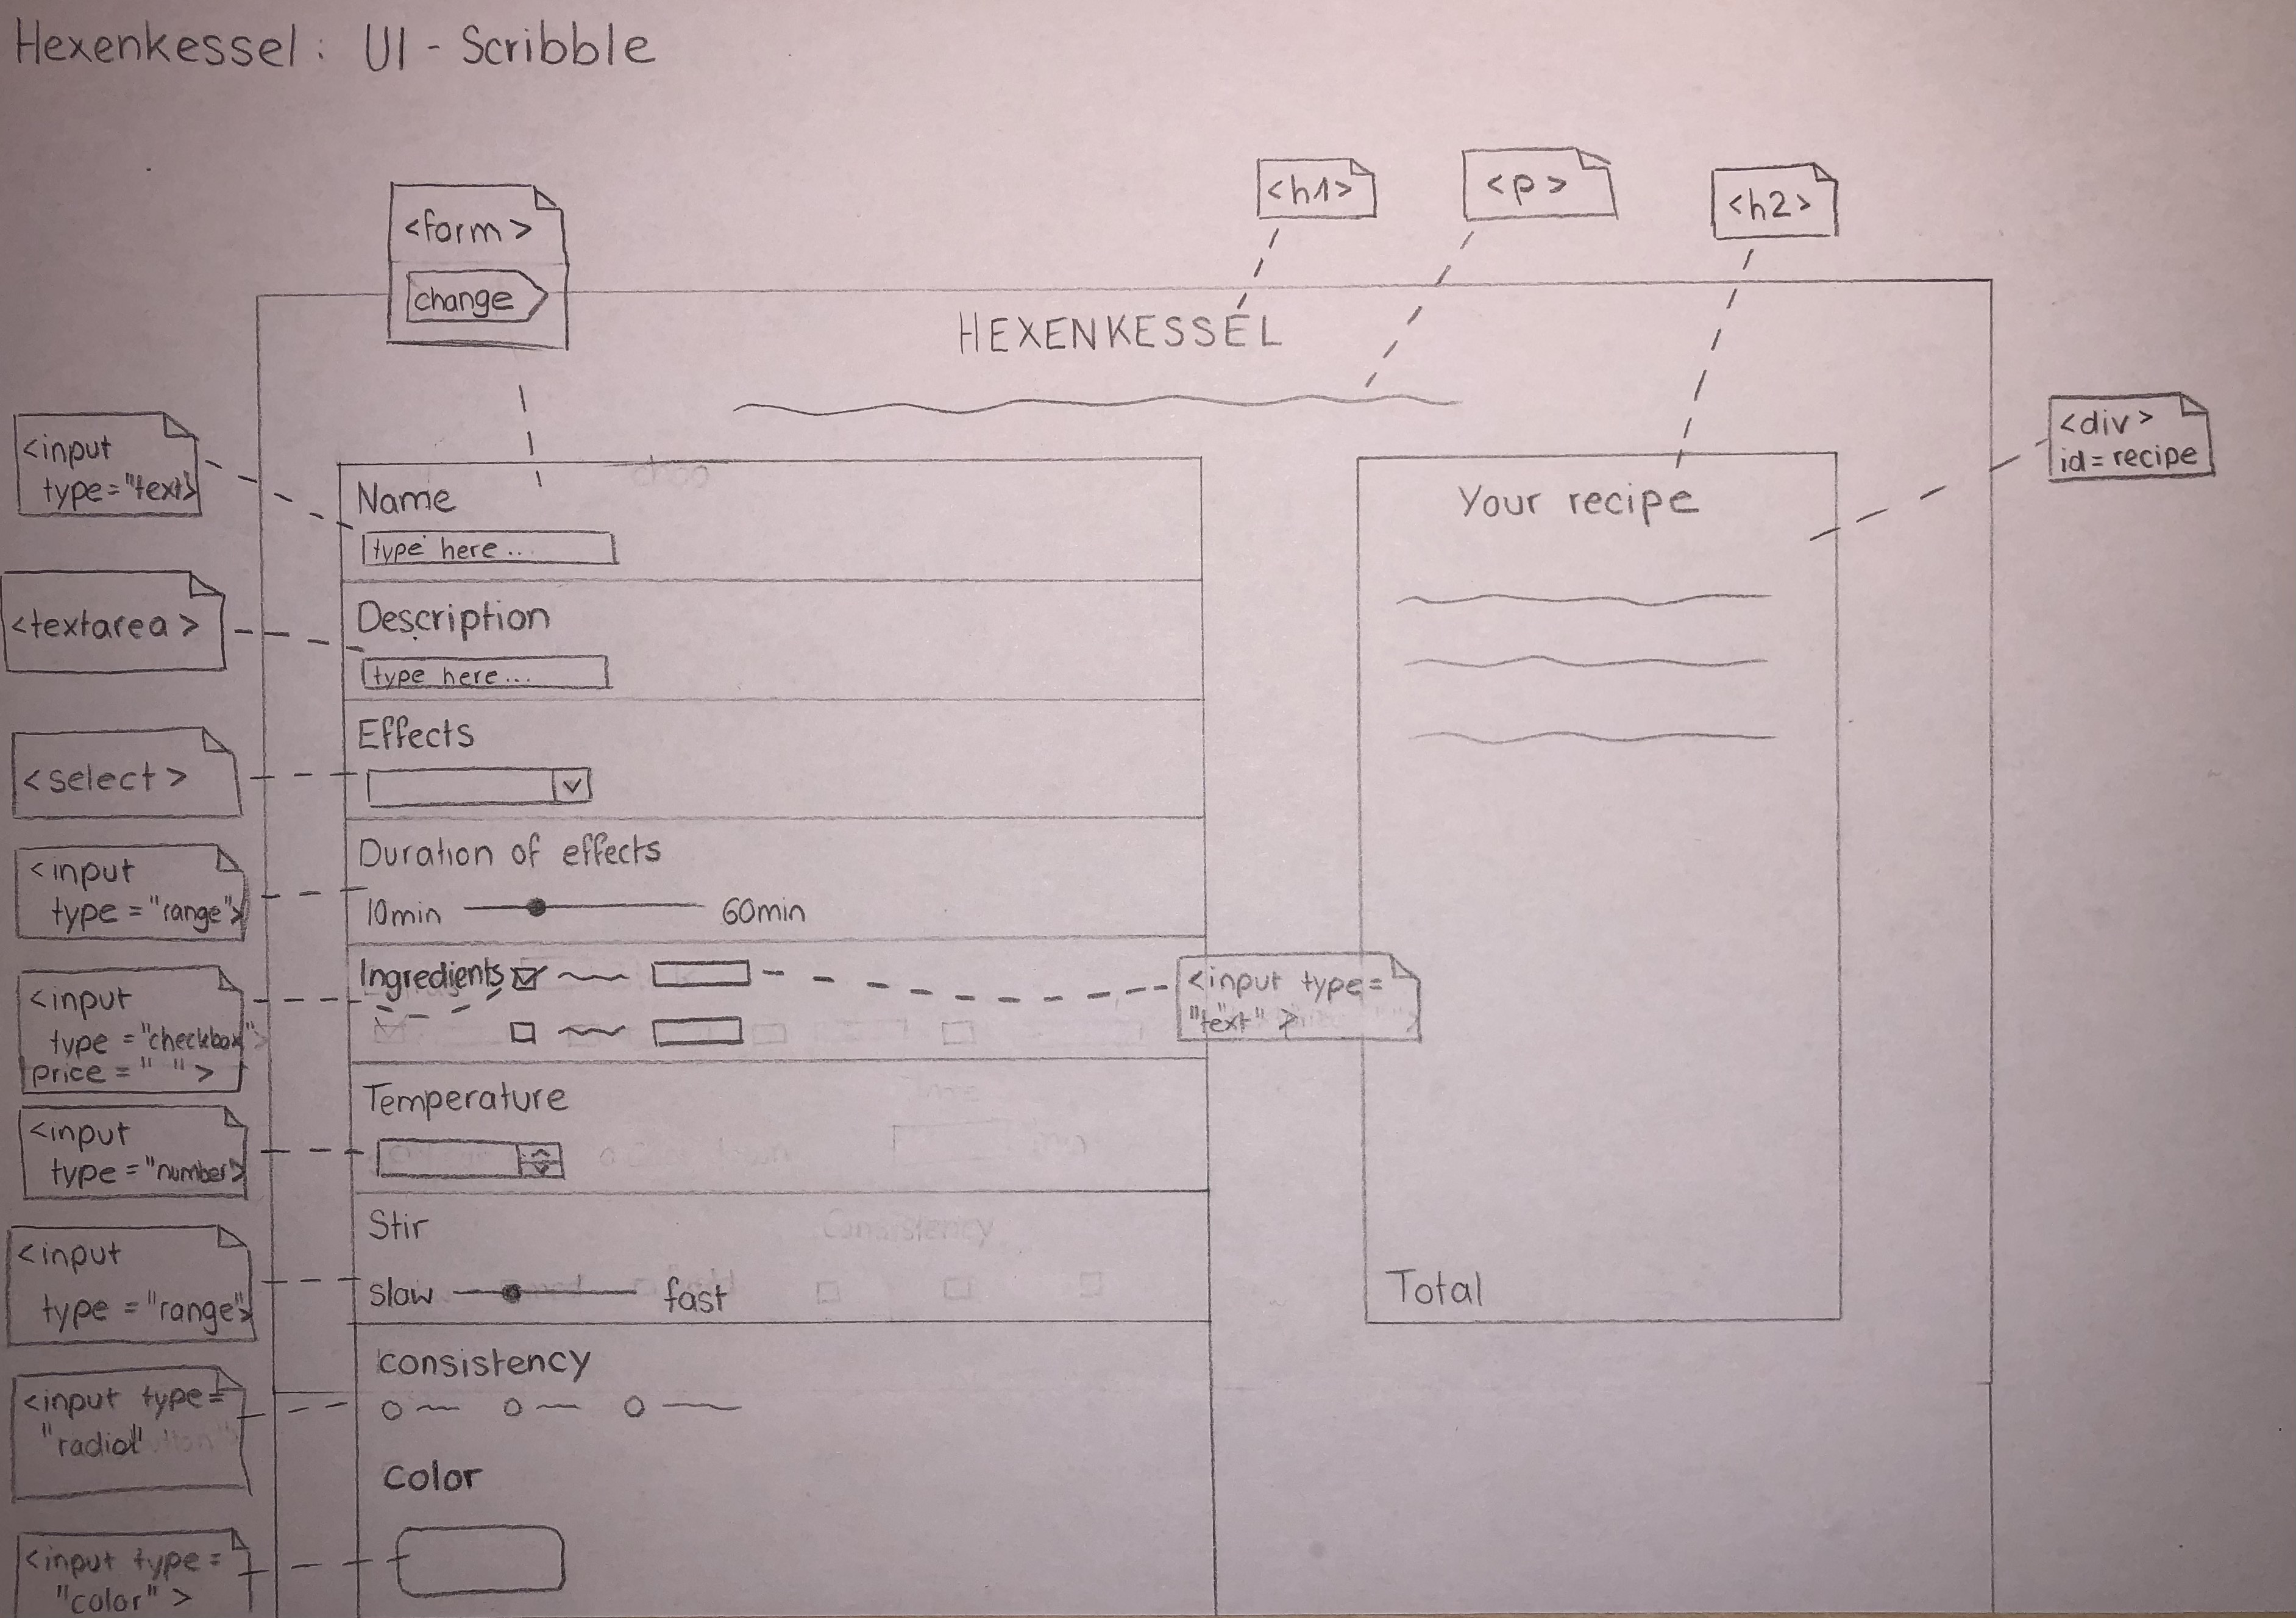 Hexenkessel: UI - Scribble
<form>
change
<h1>
<p>
<h2>
HEXENKESSEL
<div>
id=recipe
<input
type="text>
Name
type here...
<textarea>
Description
type here...
<select>
Effects
<input
type="range">
Duration of effects
10min
60min
<input
type="checkbox">
price=" ">
Ingredients
<input type=
"text" >
<input
type="number>
Temperature
<input
type="range">
Stir
slow
fast
Consistency
<input type=
"radio"
consistency
color
<input type=
"color" >
Your recipe
Total